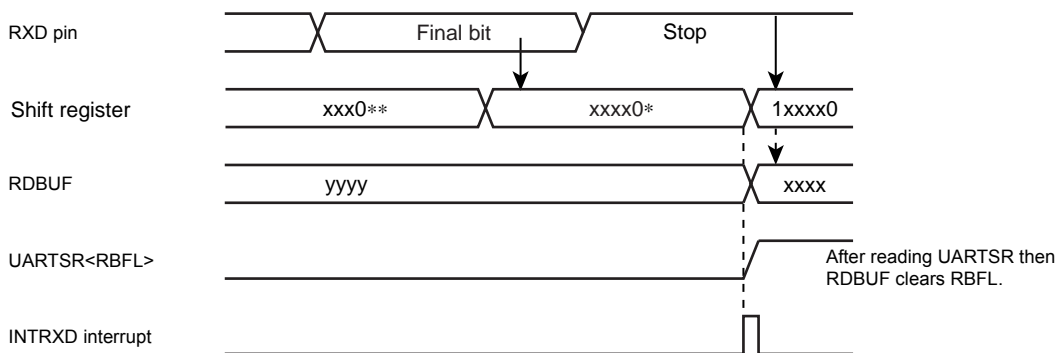 RXD pin
Final bit
Stop
Shift register
xxx0**
xxxx0*
1xxxx0
RDBUF
yyyy
xxxx
UARTSR<RBFL>
After reading UARTSR then
RDBUF clears RBFL.
INTRXD interrupt